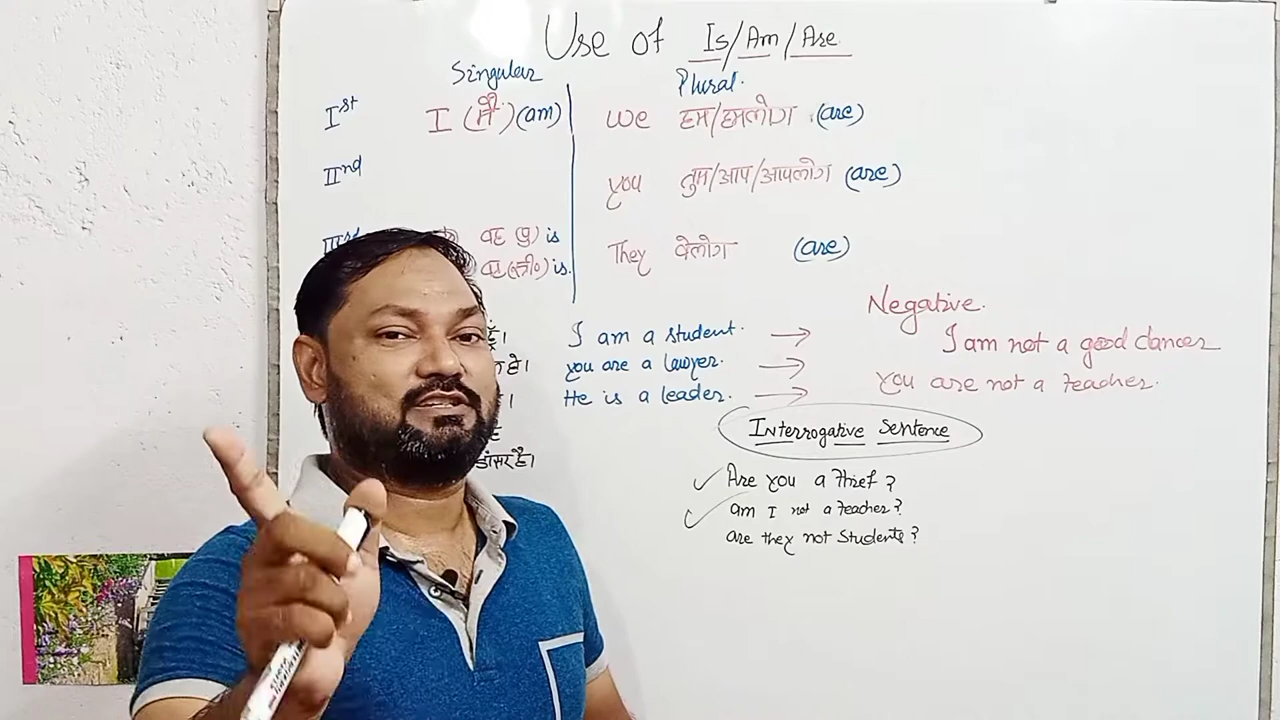 Use of Is/Am/Are
Singular Plural.
Ist I (मैं) (am) we हम/हमलोग (are)
IInd you तुम/आप/आपलोग (are)
वह (पु) is They वेलोग (are)
वह (स्त्री०) is.
Negative.
I am a student. → I am not a good dancer
you are a lawyer. → you are not a teacher.
He is a leader. →
Interrogative Sentence
Are you a thief ?
am I not a teacher?
are they not students?
डांसर है।